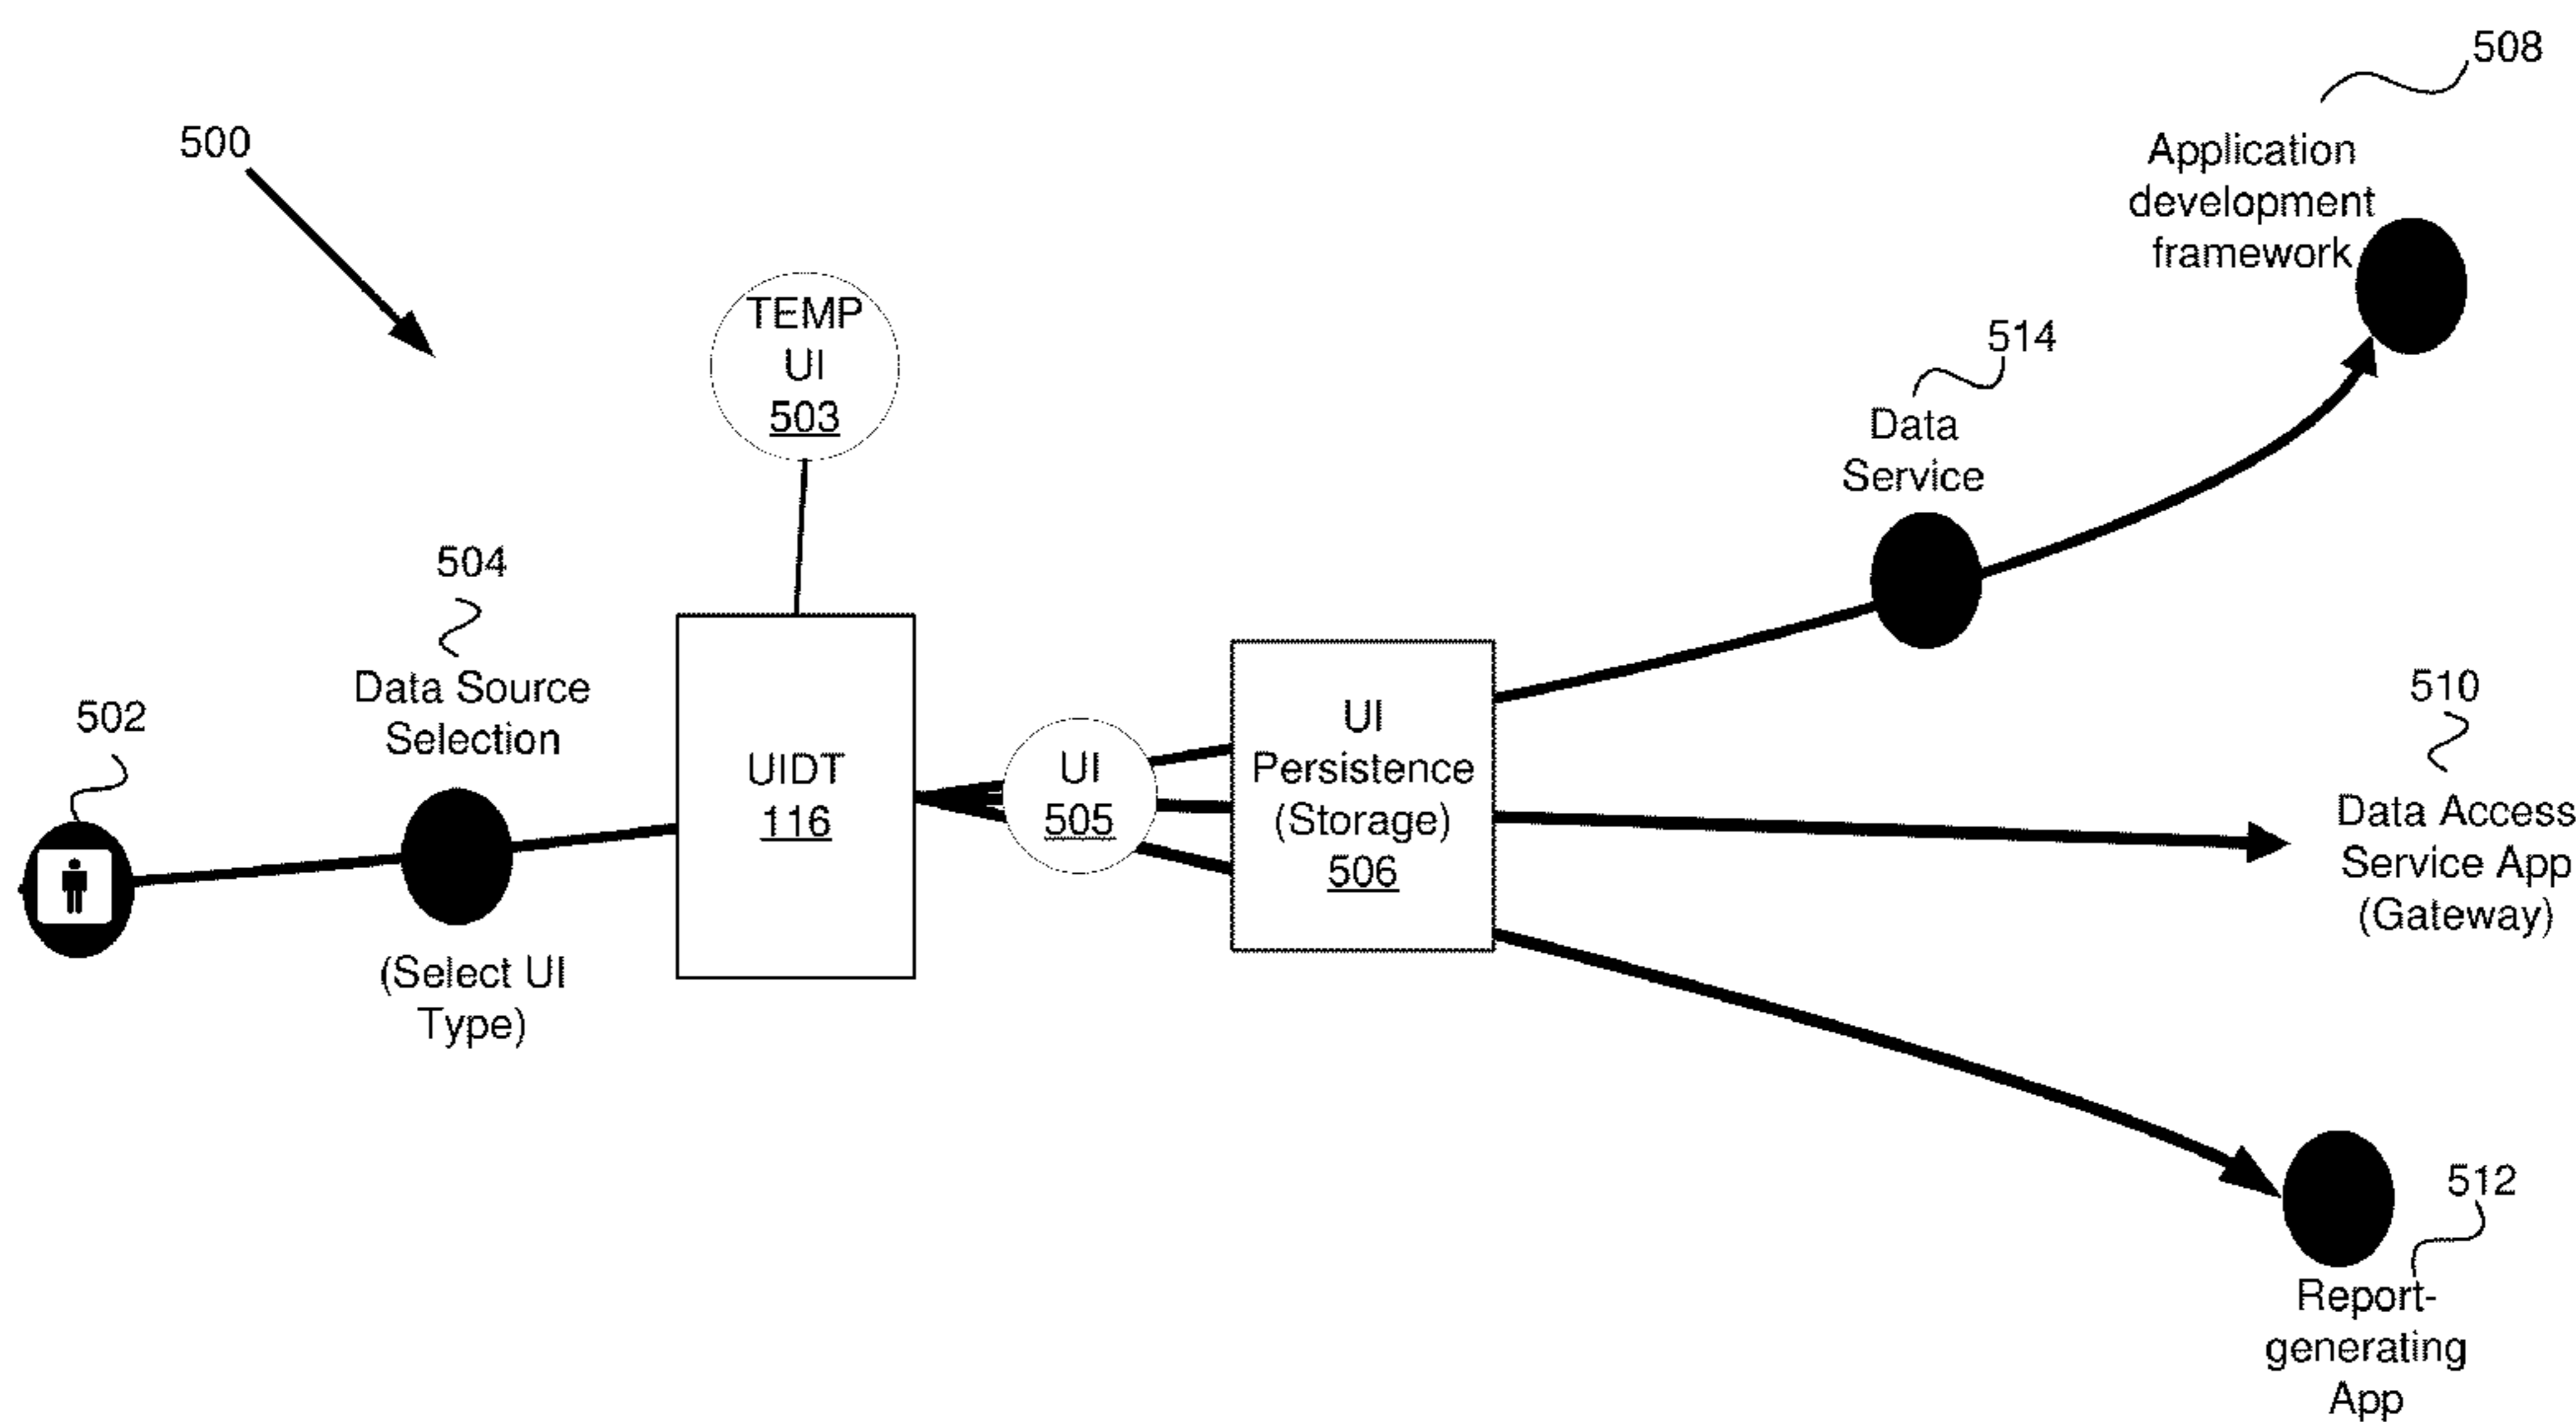 508
500
Application
development
framework
TEMP
UI
503
514
Data
Service
504
Data Source
Selection
502
UIDT
116
UI
505
UI
Persistence
(Storage)
506
510
Data Access
Service App
(Gateway)
(Select UI
Type)
512
Report-
generating
App